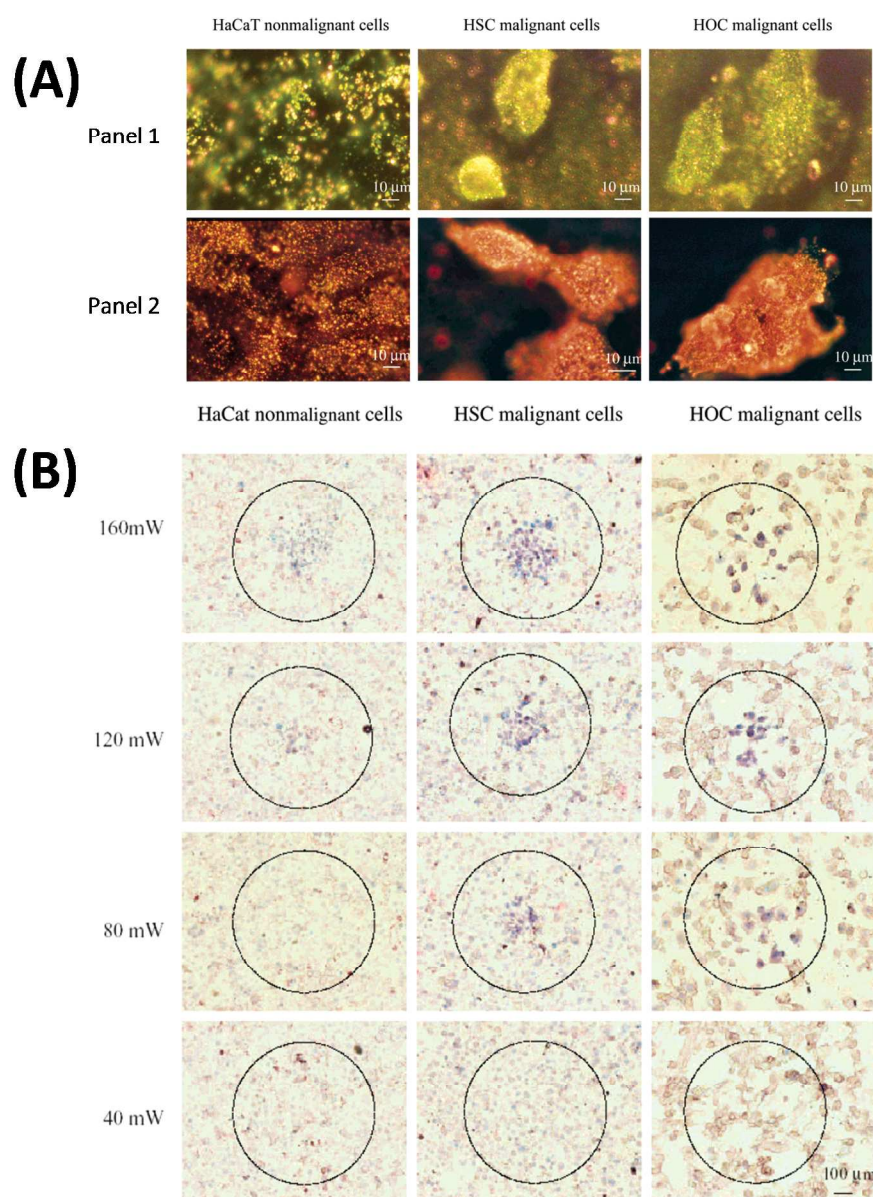 HaCaT nonmalignant cells HSC malignant cells HOC malignant cells
(A)
Panel 1
10 µm 10 µm 10 µm
Panel 2
10 µm 10 µm 10 µm
HaCat nonmalignant cells HSC malignant cells HOC malignant cells
(B)
160mW
120 mW
80 mW
40 mW
100 µm